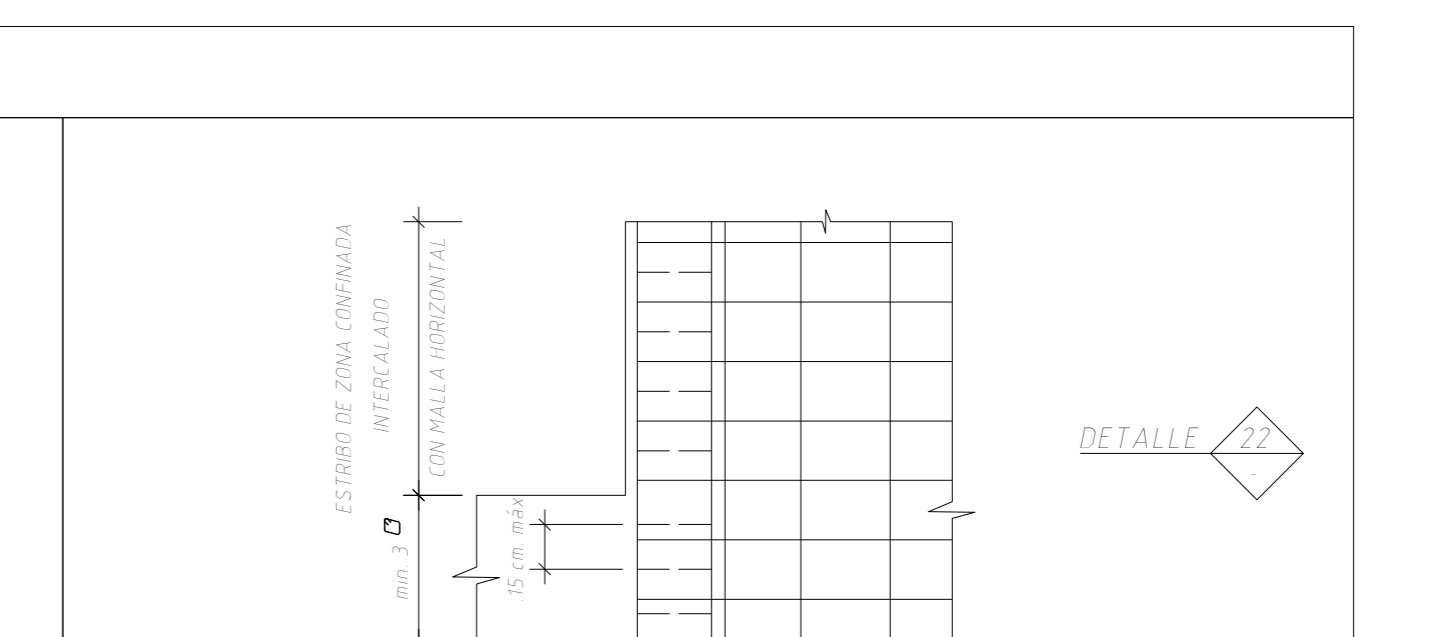 ESTRIBO DE ZONA CONFINADA
INTERCALADO
CON MALLA HORIZONTAL
min. 3
.15 cm. máx
DETALLE 22
-